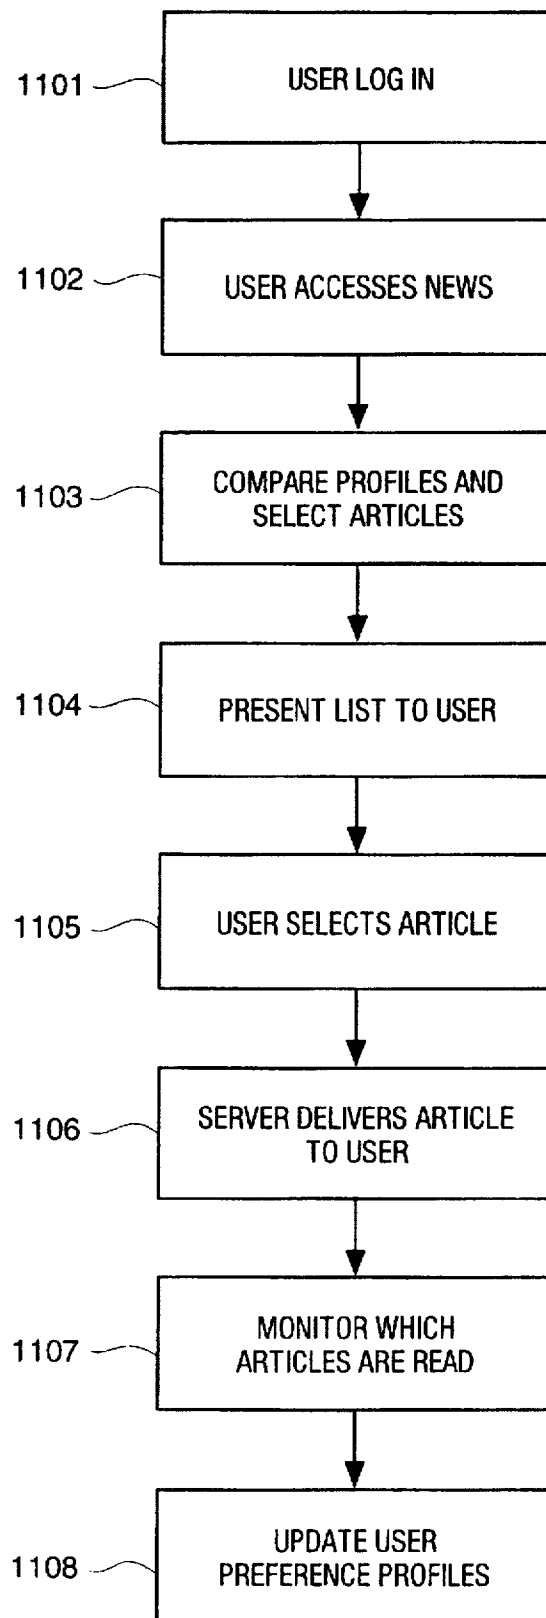 1101
USER LOG IN
1102
USER ACCESSES NEWS
1103
COMPARE PROFILES AND
SELECT ARTICLES
1104
PRESENT LIST TO USER
1105
USER SELECTS ARTICLE
1106
SERVER DELIVERS ARTICLE
TO USER
1107
MONITOR WHICH
ARTICLES ARE READ
1108
UPDATE USER
PREFERENCE PROFILES